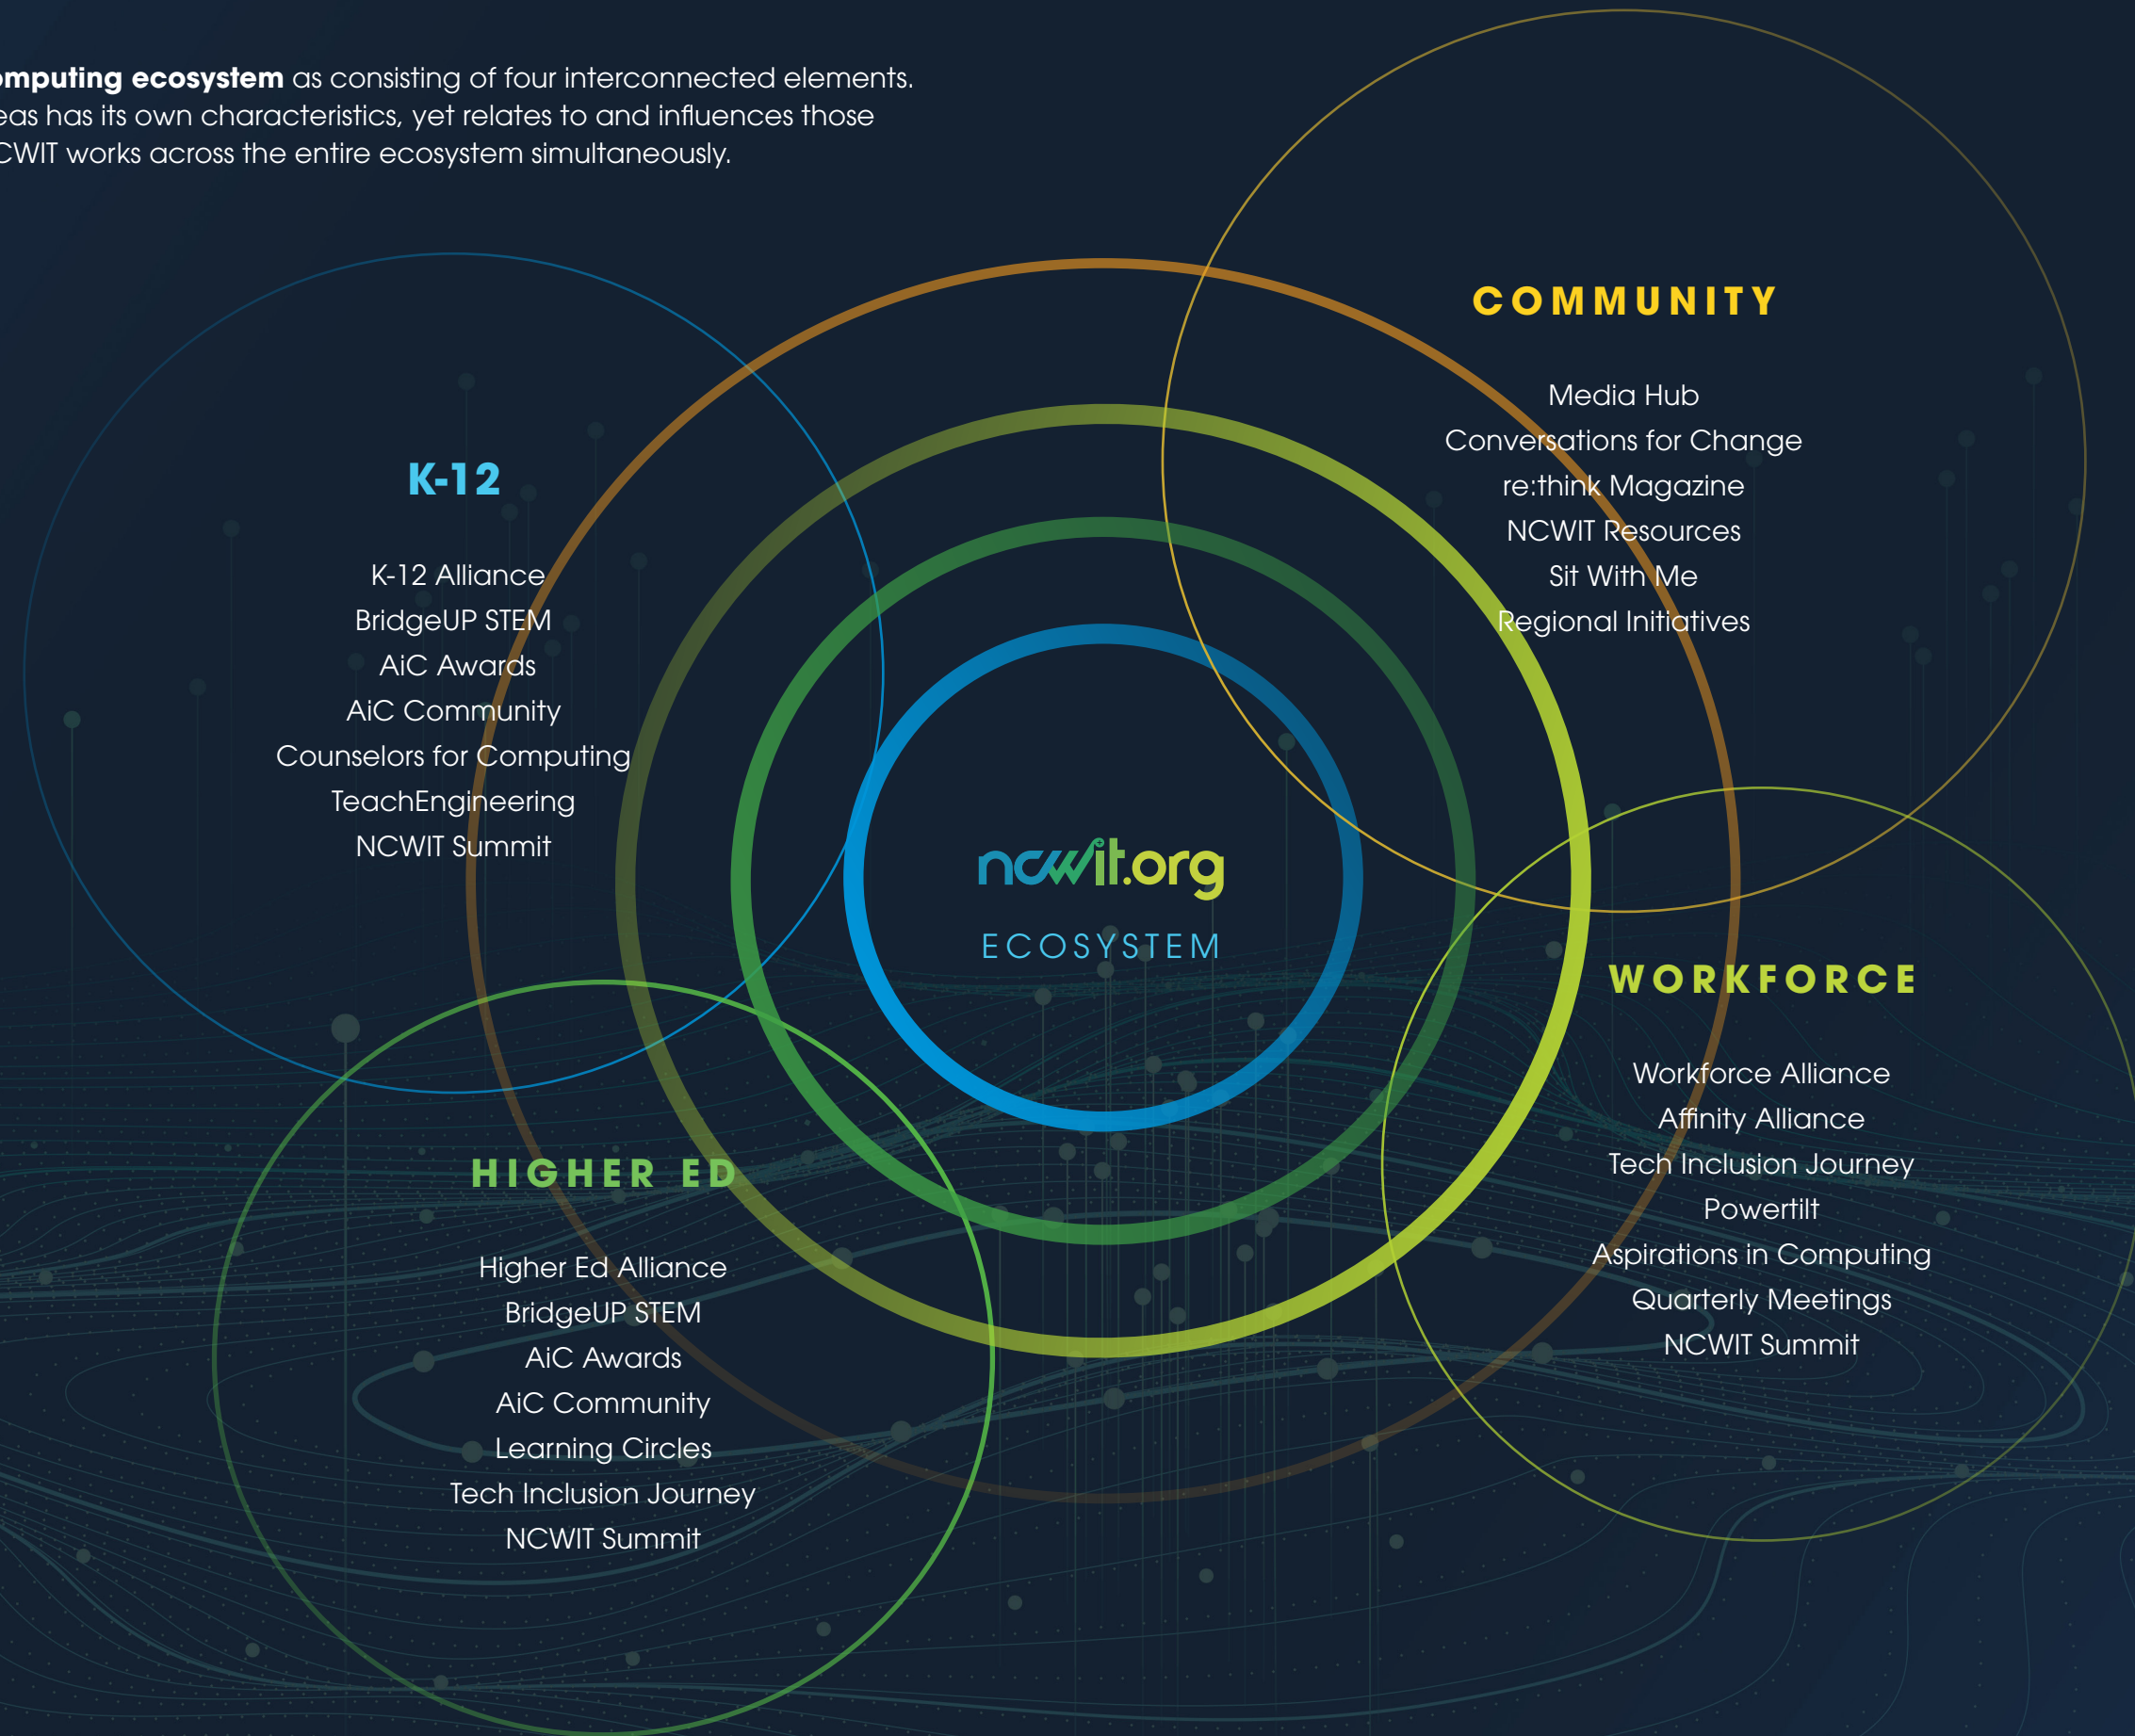 omputing ecosystem as consisting of four interconnected elements.
eas has its own characteristics, yet relates to and influences those
CWIT works across the entire ecosystem simultaneously.
COMMUNITY
Media Hub
Conversations for Change
re:think Magazine
NCWIT Resources
Sit With Me
Regional Initiatives
K-12
K-12 Alliance
BridgeUP STEM
AiC Awards
AiC Community
Counselors for Computing
TeachEngineering
NCWIT Summit
ncwit.org
ECOSYSTEM
WORKFORCE
Workforce Alliance
Affinity Alliance
Tech Inclusion Journey
Powertilt
Aspirations in Computing
Quarterly Meetings
NCWIT Summit
HIGHER ED
Higher Ed Alliance
BridgeUP STEM
AiC Awards
AiC Community
Learning Circles
Tech Inclusion Journey
NCWIT Summit